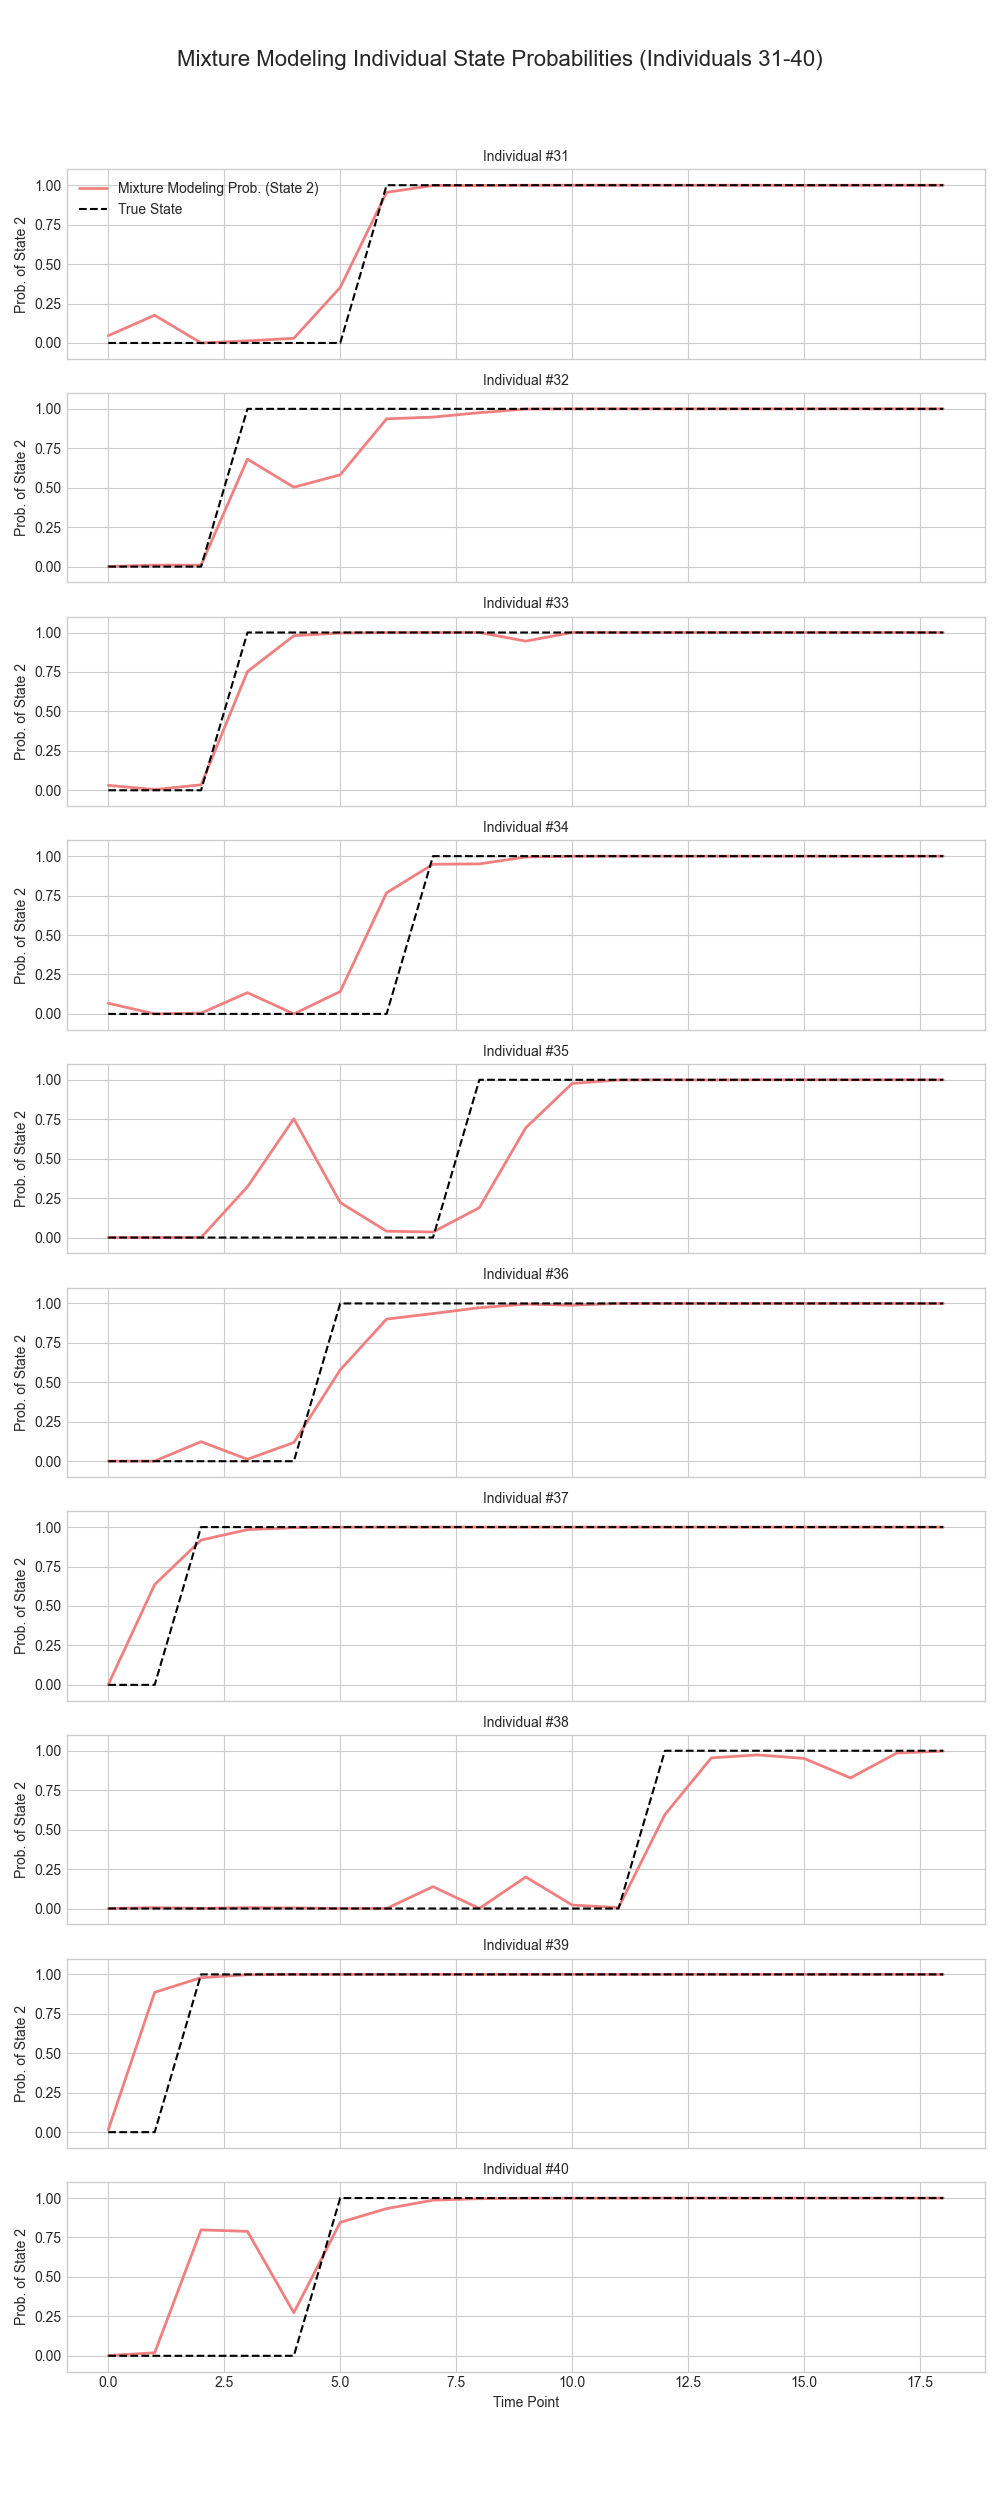 Mixture Modeling Individual State Probabilities (Individuals 31-40)
Individual #31
Mixture Modeling Prob. (State 2)
True State
Prob. of State 2
1.00
0.75
0.50
0.25
0.00
Individual #32
Prob. of State 2
1.00
0.75
0.50
0.25
0.00
Individual #33
Prob. of State 2
1.00
0.75
0.50
0.25
0.00
Individual #34
Prob. of State 2
1.00
0.75
0.50
0.25
0.00
Individual #35
Prob. of State 2
1.00
0.75
0.50
0.25
0.00
Individual #36
Prob. of State 2
1.00
0.75
0.50
0.25
0.00
Individual #37
Prob. of State 2
1.00
0.75
0.50
0.25
0.00
Individual #38
Prob. of State 2
1.00
0.75
0.50
0.25
0.00
Individual #39
Prob. of State 2
1.00
0.75
0.50
0.25
0.00
Individual #40
Prob. of State 2
1.00
0.75
0.50
0.25
0.00
0.0 2.5 5.0 7.5 10.0 12.5 15.0 17.5
Time Point